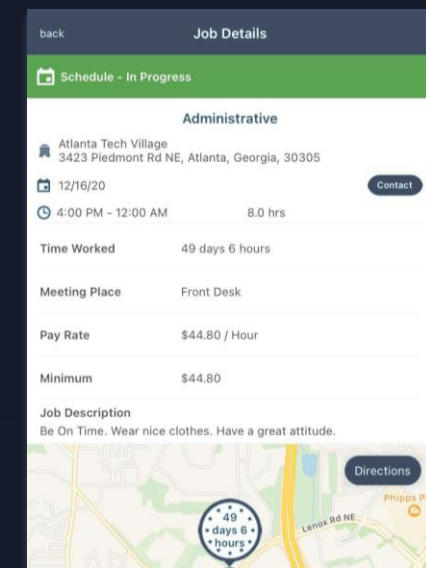 back
Job Details
Schedule - In Progress
Administrative
Atlanta Tech Village
3423 Piedmont Rd NE, Atlanta, Georgia, 30305
12/16/20
Contact
4:00 PM - 12:00 AM 8.0 hrs
Time Worked 49 days 6 hours
Meeting Place Front Desk
Pay Rate $44.80 / Hour
Minimum $44.80
Job Description
Be On Time. Wear nice clothes. Have a great attitude.
Directions
Phipps
49
days 6
hours
Lenox Rd NE